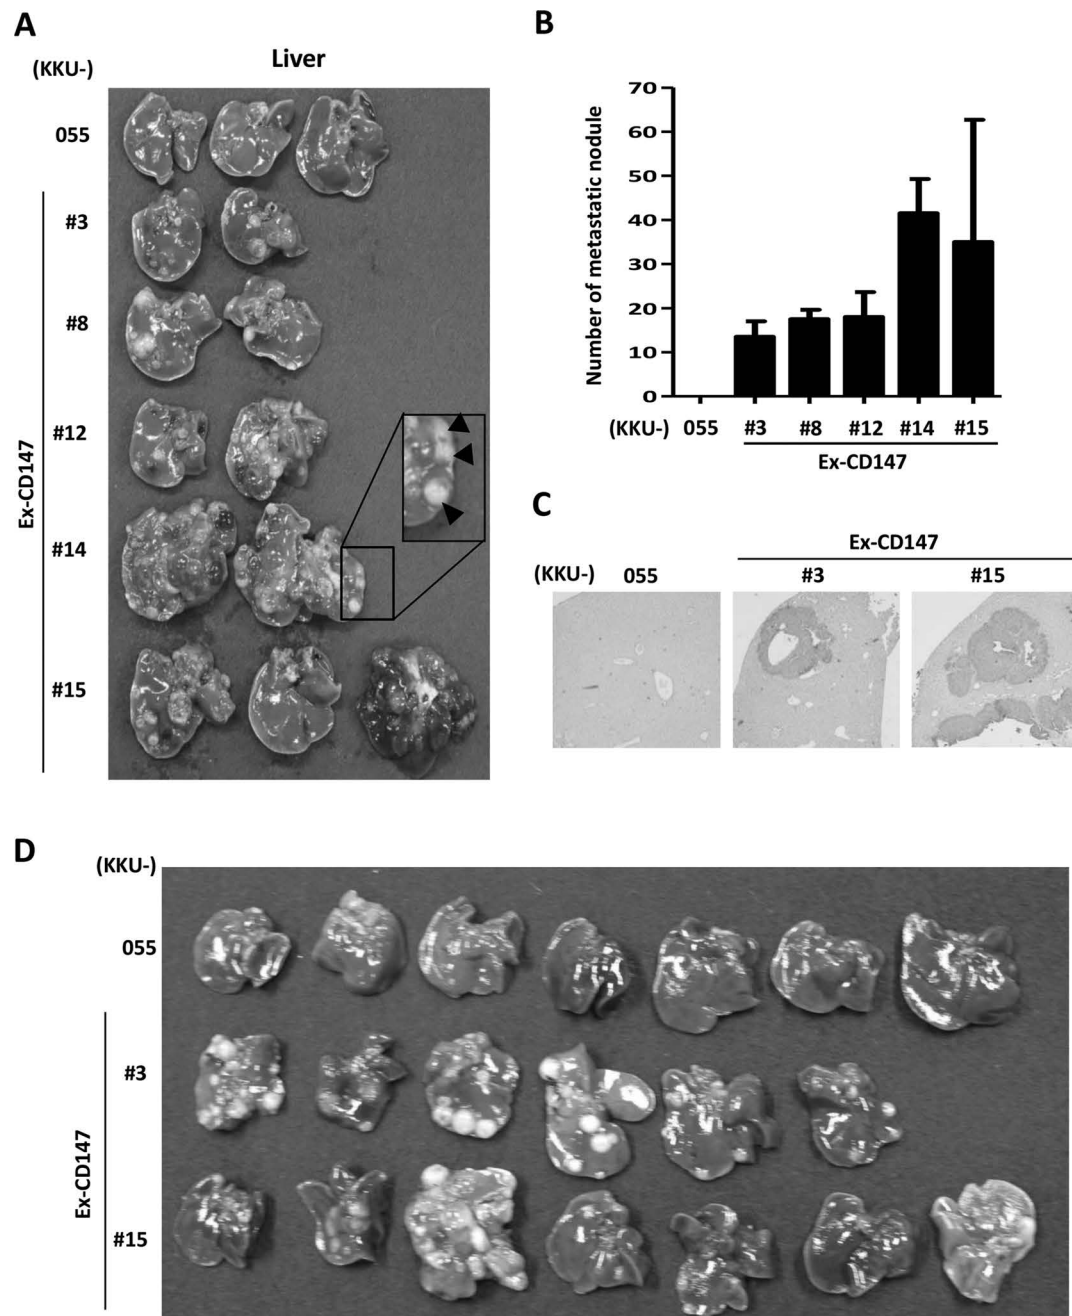 A
Liver
(KKU-)
055
#3
#8
#12
#14
#15
Ex-CD147
B
Number of metastatic nodule
70
60
50
40
30
20
10
0
(KKU-) 055 #3 #8 #12 #14 #15
Ex-CD147
C
Ex-CD147
(KKU-) 055 #3 #15
D
(KKU-)
055
#3
#15
Ex-CD147